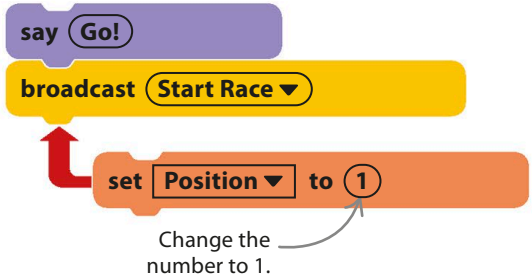 say Go!
broadcast Start Race
set Position to 1
Change the
number to 1.